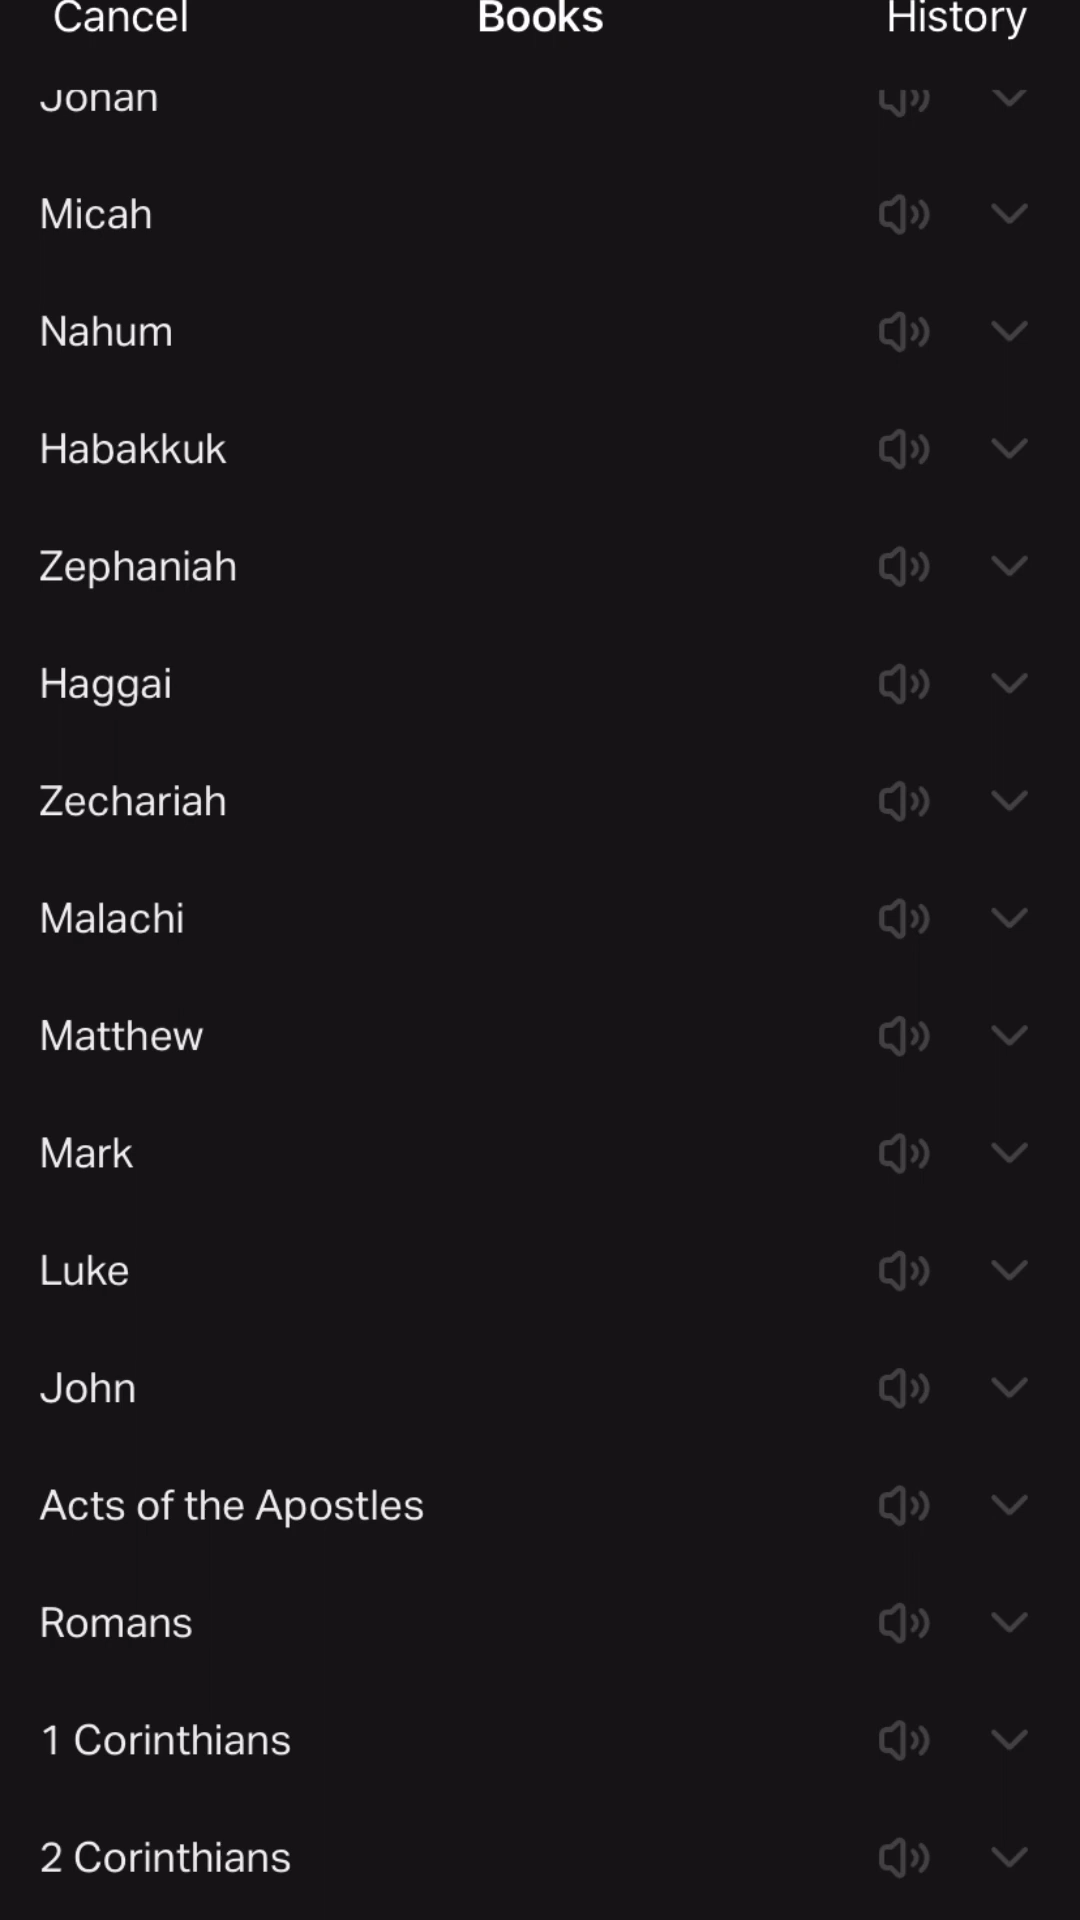 Cancel
Books
History
Jonah
Micah
Nahum
Habakkuk
Zephaniah
Haggai
Zechariah
Malachi
Matthew
Mark
Luke
John
Acts of the Apostles
Romans
1 Corinthians
2 Corinthians